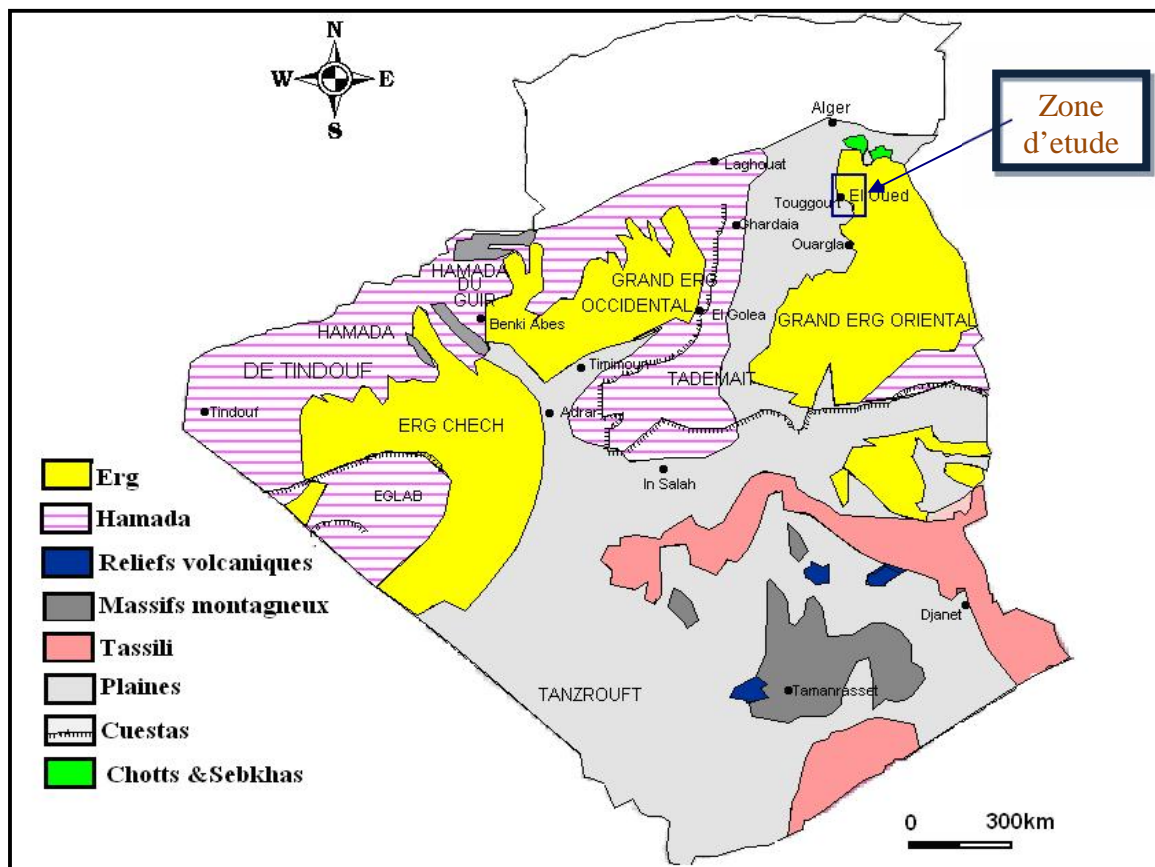 N
W E
S
Zone
d'etude
Alger
Laghouat
Touggourt
El Oued
Ghardaia
Ouargla
HAMADA
DU
GUIR
GRAND ERG
OCCIDENTAL
El Golea
GRAND ERG ORIENTAL
HAMADA
Benki Abes
DE TINDOUF
Timimoun
TADEMAIT
Tindouf
Adrar
ERG CHECH
In Salah
EGLAB
Erg
Hamada
Reliefs volcaniques
Massifs montagneux
Djanet
Tassili
Plaines
TANZROUFT
Tamanrasset
Cuestas
Chotts &Sebkhas
0 300km